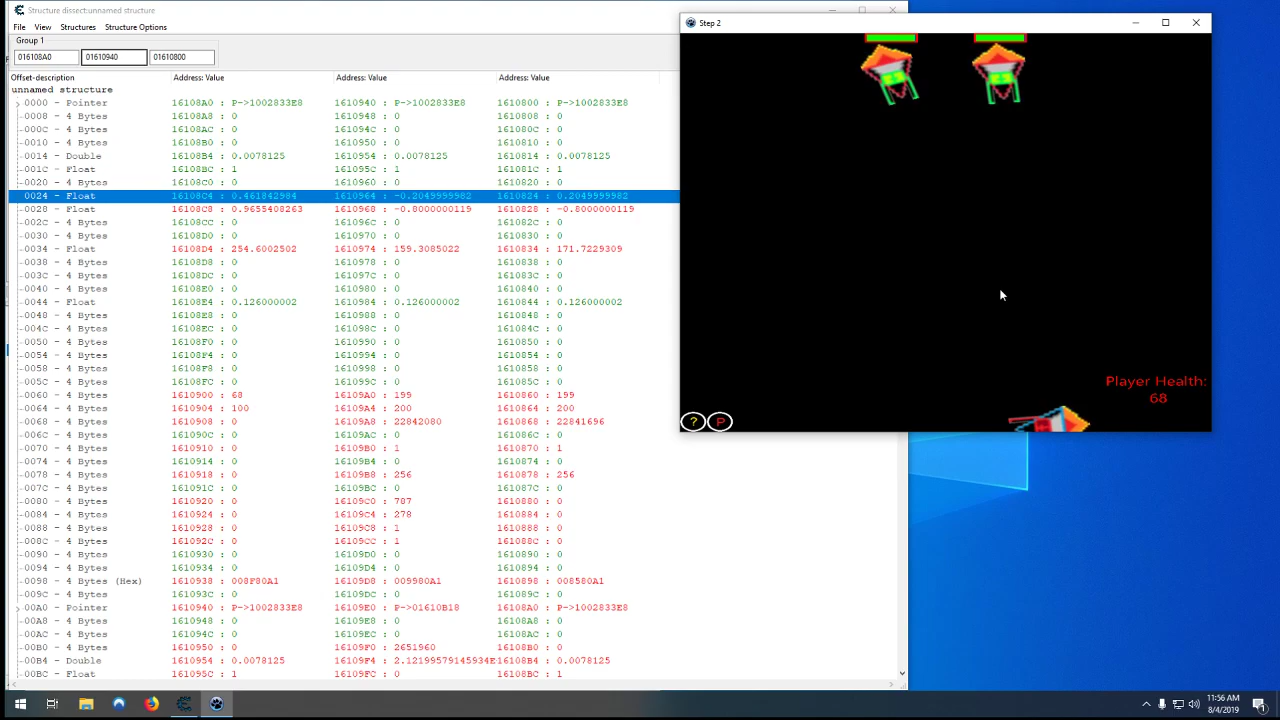 Structure dissect:unnamed structure
File View Structures Structure Options
Group 1
016108A0 01610940 01610800
Offset-description Address: Value Address: Value Address: Value
unnamed structure
0000 - Pointer 16108A0 : P->1002833E8 1610940 : P->1002833E8 1610800 : P->1002833E8
0008 - 4 Bytes 16108A8 : 0 1610948 : 0 1610808 : 0
000C - 4 Bytes 16108AC : 0 161094C : 0 161080C : 0
0010 - 4 Bytes 16108B0 : 0 1610950 : 0 1610810 : 0
0014 - Double 16108B4 : 0.0078125 1610954 : 0.0078125 1610814 : 0.0078125
001C - Float 16108BC : 1 161095C : 1 161081C : 1
0020 - 4 Bytes 16108C0 : 0 1610960 : 0 1610820 : 0
0024 - Float 16108C4 : 0.461842984 1610964 : -0.2049999982 1610824 : 0.2049999982
0028 - Float 16108C8 : 0.9655408263 1610968 : -0.8000000119 1610828 : -0.8000000119
002C - 4 Bytes 16108CC : 0 161096C : 0 161082C : 0
0030 - 4 Bytes 16108D0 : 0 1610970 : 0 1610830 : 0
0034 - Float 16108D4 : 254.6002502 1610974 : 159.3085022 1610834 : 171.7229309
0038 - 4 Bytes 16108D8 : 0 1610978 : 0 1610838 : 0
003C - 4 Bytes 16108DC : 0 161097C : 0 161083C : 0
0040 - 4 Bytes 16108E0 : 0 1610980 : 0 1610840 : 0
0044 - Float 16108E4 : 0.126000002 1610984 : 0.126000002 1610844 : 0.126000002
0048 - 4 Bytes 16108E8 : 0 1610988 : 0 1610848 : 0
004C - 4 Bytes 16108EC : 0 161098C : 0 161084C : 0
0050 - 4 Bytes 16108F0 : 0 1610990 : 0 1610850 : 0
0054 - 4 Bytes 16108F4 : 0 1610994 : 0 1610854 : 0
0058 - 4 Bytes 16108F8 : 0 1610998 : 0 1610858 : 0
005C - 4 Bytes 16108FC : 0 161099C : 0 161085C : 0
0060 - 4 Bytes 1610900 : 68 16109A0 : 199 1610860 : 199
0064 - 4 Bytes 1610904 : 100 16109A4 : 200 1610864 : 200
0068 - 4 Bytes 1610908 : 0 16109A8 : 22842080 1610868 : 22841696
006C - 4 Bytes 161090C : 0 16109AC : 0 161086C : 0
0070 - 4 Bytes 1610910 : 0 16109B0 : 1 1610870 : 1
0074 - 4 Bytes 1610914 : 0 16109B4 : 0 1610874 : 0
0078 - 4 Bytes 1610918 : 0 16109B8 : 256 1610878 : 256
007C - 4 Bytes 161091C : 0 16109BC : 0 161087C : 0
0080 - 4 Bytes 1610920 : 0 16109C0 : 787 1610880 : 0
0084 - 4 Bytes 1610924 : 0 16109C4 : 278 1610884 : 0
0088 - 4 Bytes 1610928 : 0 16109C8 : 1 1610888 : 0
008C - 4 Bytes 161092C : 0 16109CC : 1 161088C : 0
0090 - 4 Bytes 1610930 : 0 16109D0 : 0 1610890 : 0
0094 - 4 Bytes 1610934 : 0 16109D4 : 0 1610894 : 0
0098 - 4 Bytes (Hex) 1610938 : 008F80A1 16109D8 : 009980A1 1610898 : 008580A1
009C - 4 Bytes 161093C : 0 16109DC : 0 161089C : 0
00A0 - Pointer 1610940 : P->1002833E8 16109E0 : P->01610B18 16108A0 : P->1002833E8
00A8 - 4 Bytes 1610948 : 0 16109E8 : 0 16108A8 : 0
00AC - 4 Bytes 161094C : 0 16109EC : 0 16108AC : 0
00B0 - 4 Bytes 1610950 : 0 16109F0 : 2651960 16108B0 : 0
00B4 - Double 1610954 : 0.0078125 16109F4 : 2.12199579145934E- 16108B4 : 0.0078125
00BC - Float 161095C : 1 16109FC : 0 16108BC : 1
Step 2
Player Health:
68
? P
11:56 AM
8/4/2019
1